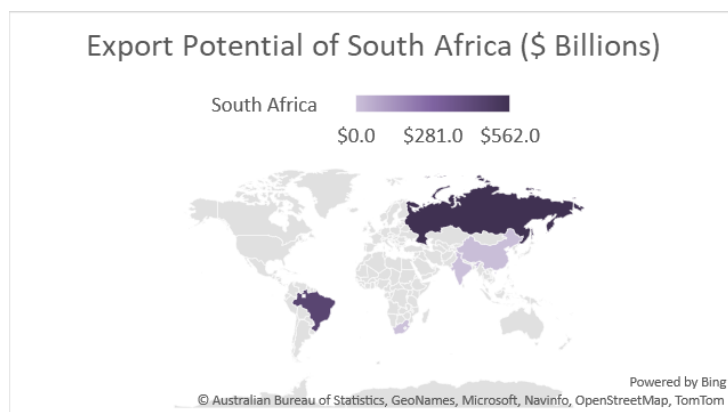 Export Potential of South Africa ($ Billions)
South Africa
$0.0 $281.0 $562.0
Powered by Bing
© Australian Bureau of Statistics, GeoNames, Microsoft, Navinfo, OpenStreetMap, TomTom